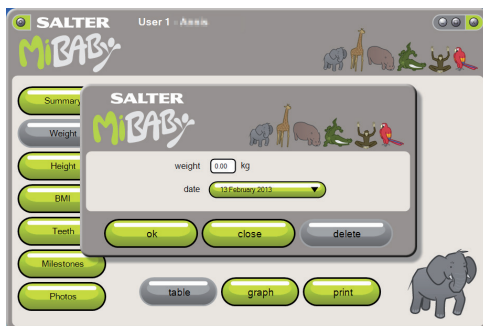 SALTER User 1 :
MiBABY
Summary
Weight
Height
BMI
Teeth
Milestones
Photos
SALTER
MiBABY
weight 0.00 kg
date 13 February 2013
ok close delete
table graph print